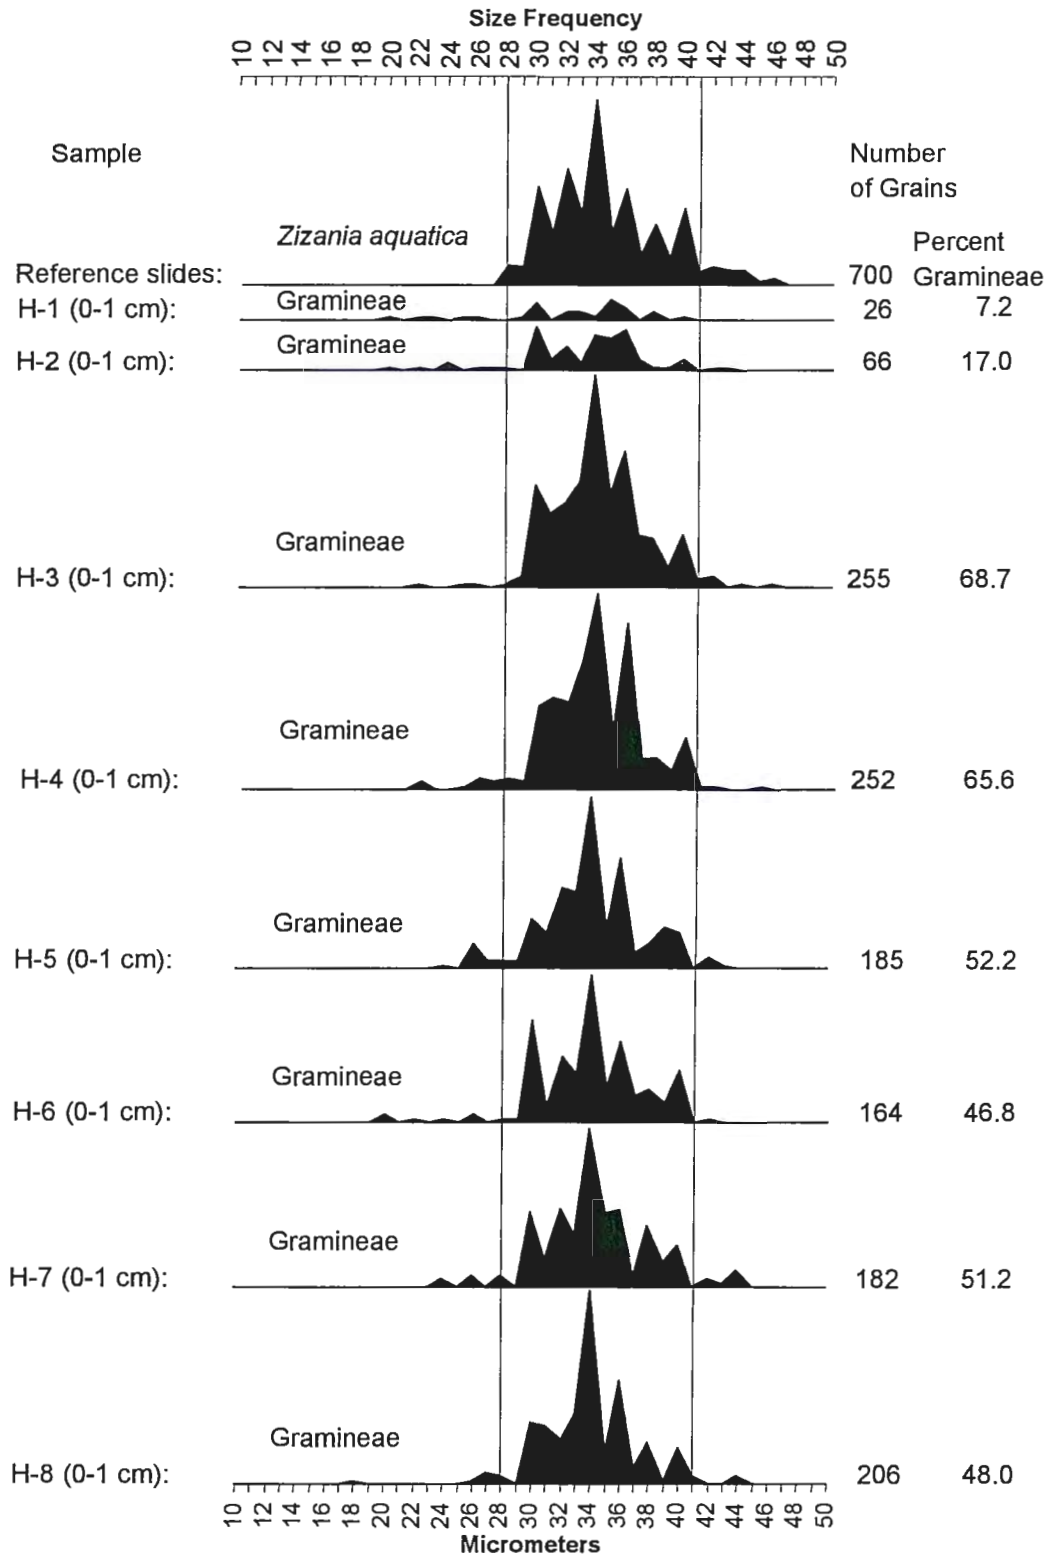 Size Frequency
10 12 14 16 18 20 22 24 26 28 30 32 34 36 38 40 42 44 46 48 50
Sample
Number
of Grains
Zizania aquatica
Percent
Reference slides: 700 Gramineae
H-1 (0-1 cm): Gramineae 26 7.2
H-2 (0-1 cm): Gramineae 66 17.0
Gramineae
H-3 (0-1 cm): 255 68.7
Gramineae
H-4 (0-1 cm): 252 65.6
Gramineae
H-5 (0-1 cm): 185 52.2
Gramineae
H-6 (0-1 cm): 164 46.8
Gramineae
H-7 (0-1 cm): 182 51.2
Gramineae
H-8 (0-1 cm): 206 48.0
10 12 14 16 18 20 22 24 26 28 30 32 34 36 38 40 42 44 46 48 50
Micrometers